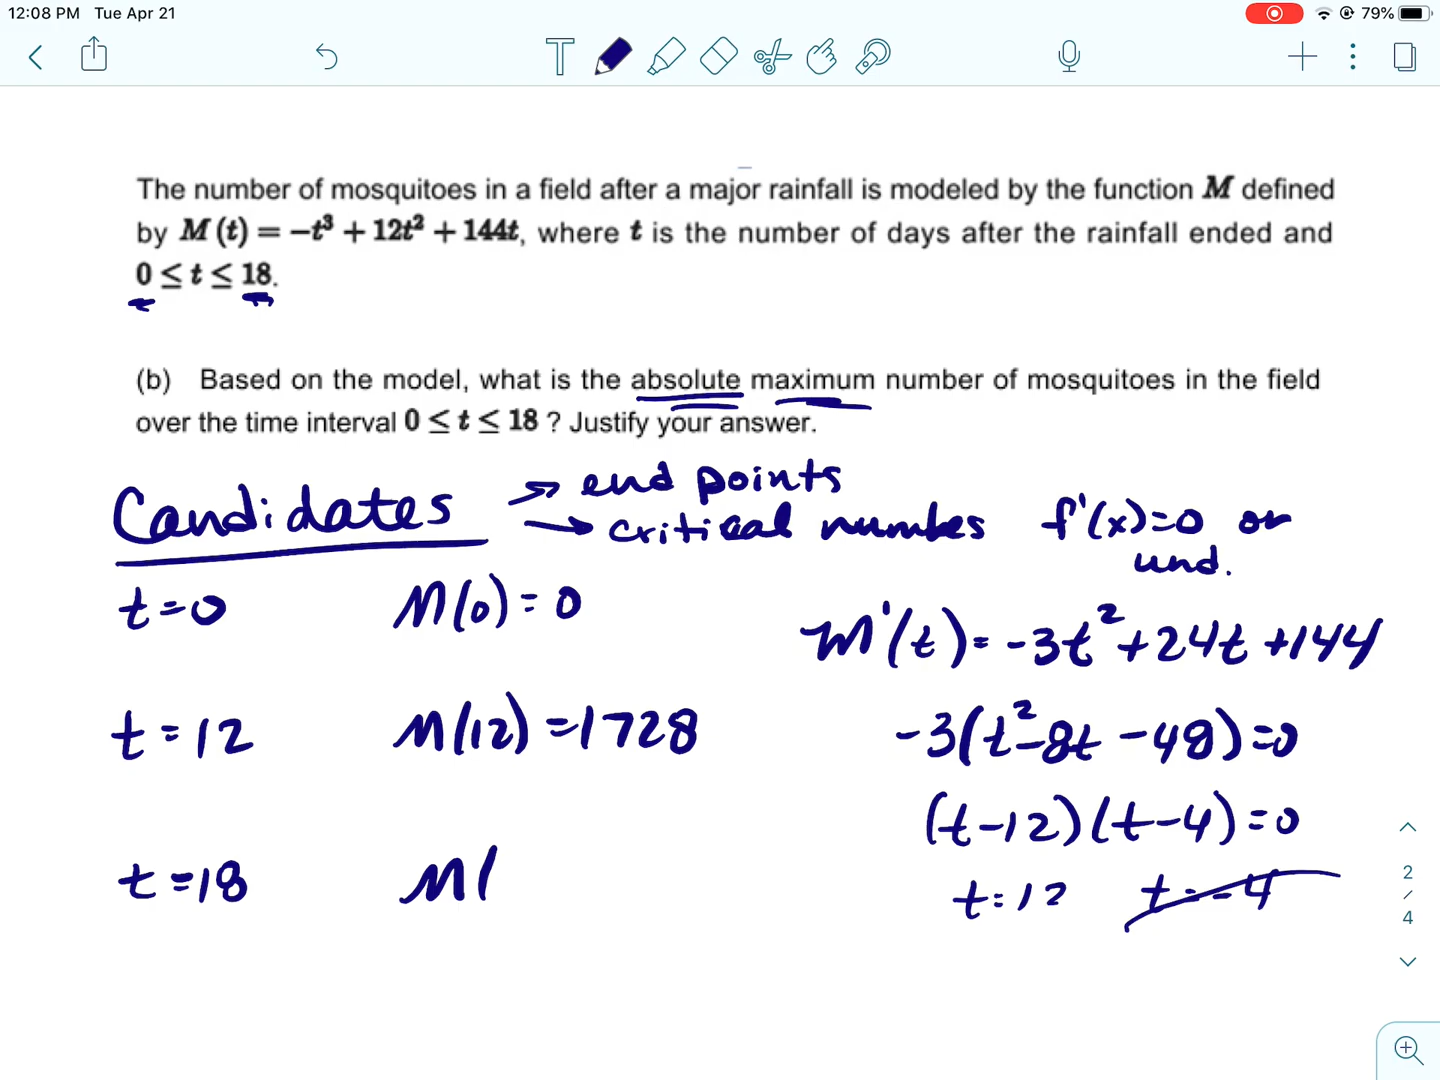 12:08 PM Tue Apr 21
79%
The number of mosquitoes in a field after a major rainfall is modeled by the function M defined
by M (t) = −t³ + 12t² + 144t, where t is the number of days after the rainfall ended and
0 ≤ t ≤ 18.
(b) Based on the model, what is the absolute maximum number of mosquitoes in the field
over the time interval 0 ≤ t ≤ 18 ? Justify your answer.
Candidates
→ end points
→ critical numbes f'(x)=0 or
und.
t=0 M(0)=0
M'(t)=-3t²+24t+144
t=12 M(12)=1728
-3(t²-8t-48)=0
(t-12)(t-4)=0
t=18 M(
t=12 t=-4
2
/
4